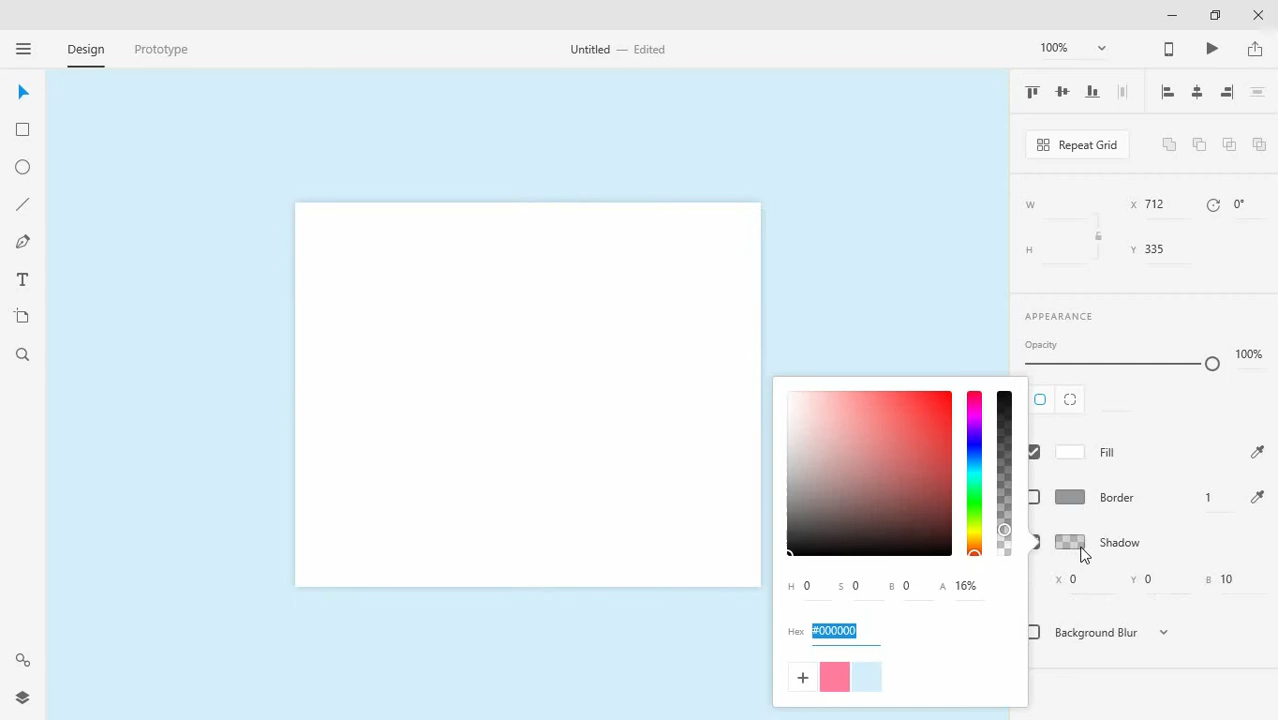 Design Prototype Untitled — Edited 100%
Repeat Grid
W X 712 0°
H Y 335
APPEARANCE
Opacity
100%
Fill
Border 1
Shadow
X 0 Y 0 B 10
H 0 S 0 B 0 A 16%
Hex #000000
Background Blur